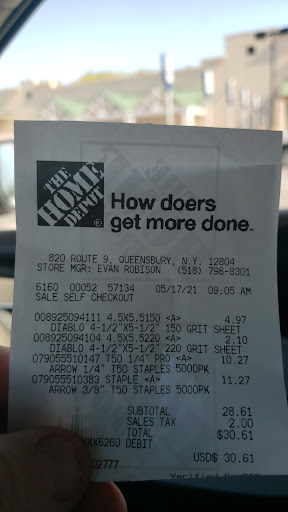 THE
HOME
DEPOT
How doers
get more done.
820 ROUTE 9, QUEENSBURY, N.Y. 12804
STORE MGR: EVAN ROBISON (518) 798-8301
6160 00052 57134 05/17/21 09:05 AM
SALE SELF CHECKOUT
008925094111 4.5X5.5150 <A> 4.97
DIABLO 4-1/2"X5-1/2" 150 GRIT SHEET
008925094104 4.5X5.5220 <A> 2.10
DIABLO 4-1/2"X5-1/2" 220 GRIT SHEET
079055510147 T50 1/4" PRO <A> 10.27
ARROW 1/4" T50 STAPLES 5000PK
079055510383 STAPLE <A> 11.27
ARROW 3/8" T50 STAPLES 5000PK
SUBTOTAL 28.61
SALES TAX 2.00
TOTAL $30.61
XXX6260 DEBIT
USD$ 30.61
02777